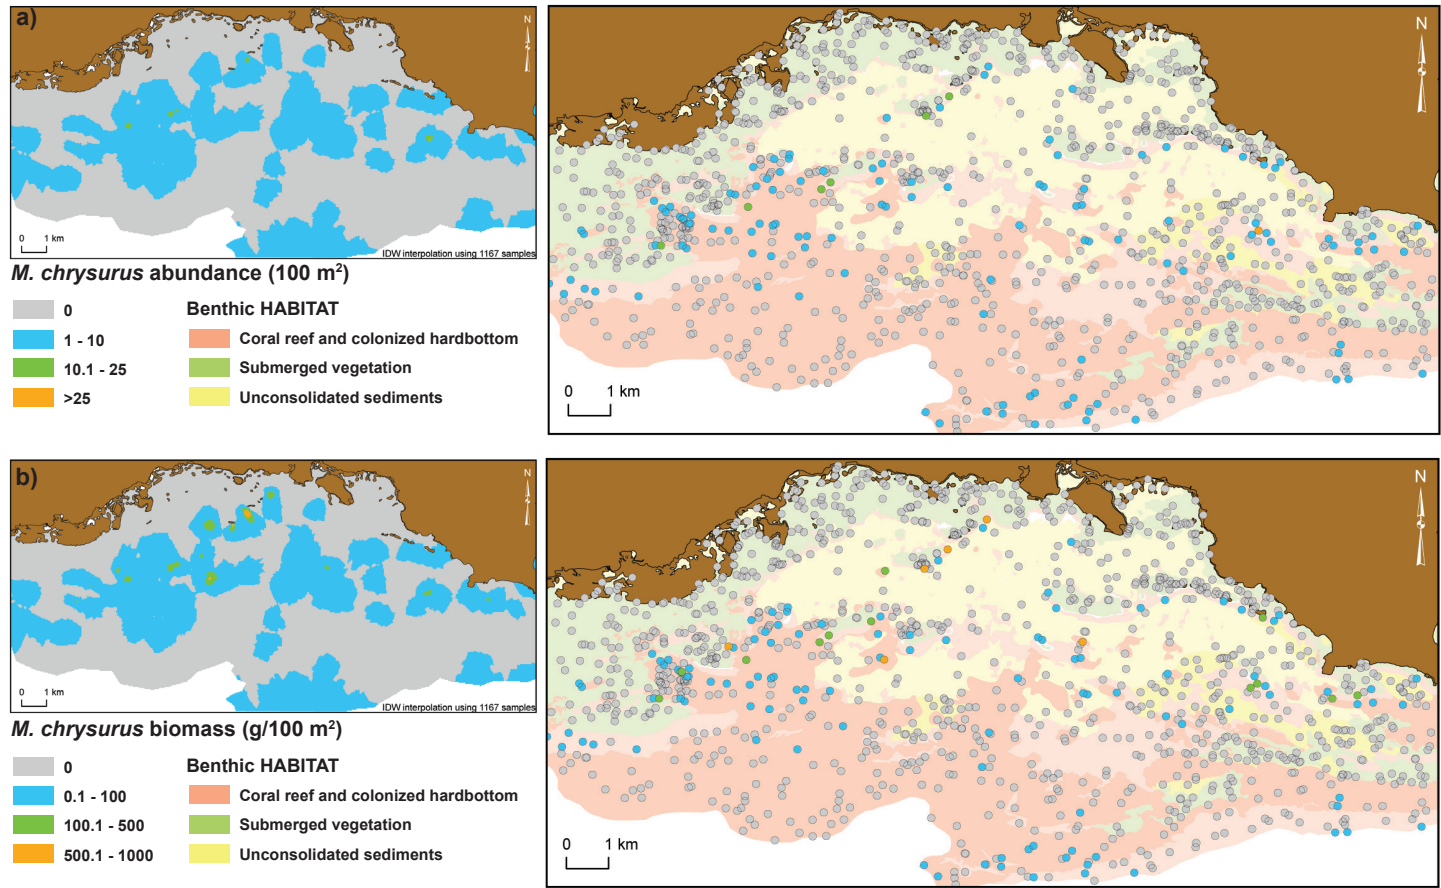 a)
N
0 1 km
IDW interpolation using 1167 samples
N
0 1 km
M. chrysurus abundance (100 m²)
0
1 - 10
10.1 - 25
>25
Benthic HABITAT
Coral reef and colonized hardbottom
Submerged vegetation
Unconsolidated sediments
b)
N
0 1 km
IDW interpolation using 1167 samples
N
0 1 km
M. chrysurus biomass (g/100 m²)
0
0.1 - 100
100.1 - 500
500.1 - 1000
Benthic HABITAT
Coral reef and colonized hardbottom
Submerged vegetation
Unconsolidated sediments